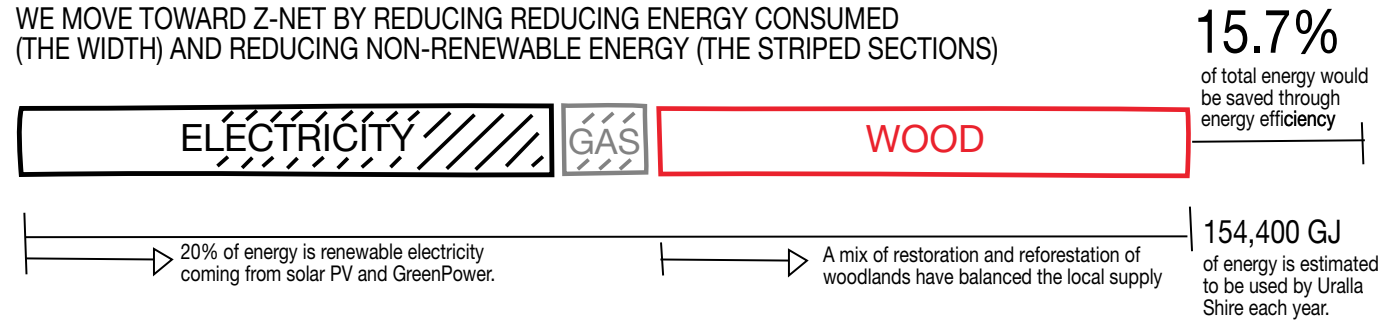 WE MOVE TOWARD Z-NET BY REDUCING REDUCING ENERGY CONSUMED
(THE WIDTH) AND REDUCING NON-RENEWABLE ENERGY (THE STRIPED SECTIONS)
15.7%
of total energy would
be saved through
energy efficiency
ELECTRICITY
GAS
WOOD
20% of energy is renewable electricity
coming from solar PV and GreenPower.
A mix of restoration and reforestation of
woodlands have balanced the local supply
154,400 GJ
of energy is estimated
to be used by Uralla
Shire each year.